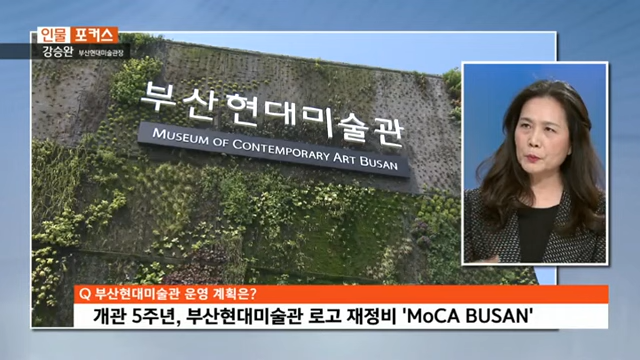 인물 포커스
강승완 부산현대미술관장
부산현대미술관
MUSEUM OF CONTEMPORARY ART BUSAN
Q 부산현대미술관 운영 계획은?
개관 5주년, 부산현대미술관 로고 재정비 'MoCA BUSAN'